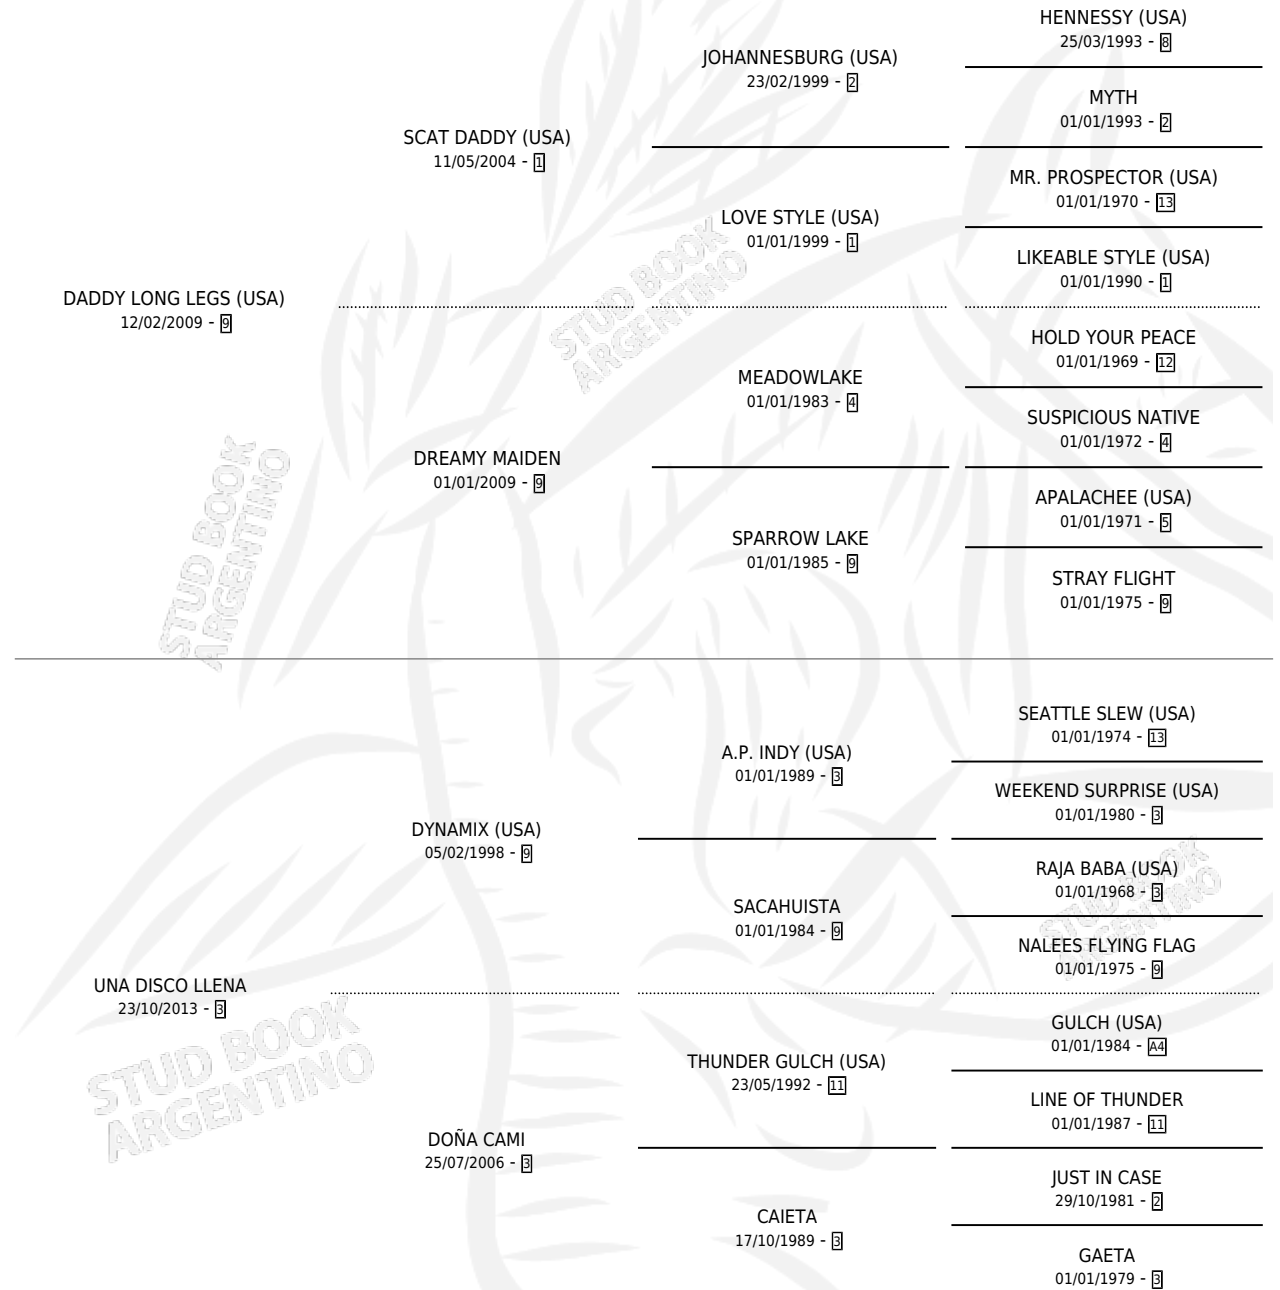 HENNESSY (USA)
25/03/1993 - 8
JOHANNESBURG (USA)
23/02/1999 - 2
MYTH
01/01/1993 - 2
SCAT DADDY (USA)
11/05/2004 - 1
MR. PROSPECTOR (USA)
01/01/1970 - 13
LOVE STYLE (USA)
01/01/1999 - 1
LIKEABLE STYLE (USA)
01/01/1990 - 1
DADDY LONG LEGS (USA)
12/02/2009 - 9
HOLD YOUR PEACE
01/01/1969 - 12
MEADOWLAKE
01/01/1983 - 4
SUSPICIOUS NATIVE
01/01/1972 - 4
DREAMY MAIDEN
01/01/2009 - 9
APALACHEE (USA)
01/01/1971 - 5
SPARROW LAKE
01/01/1985 - 9
STRAY FLIGHT
01/01/1975 - 9
STUD BOOK
ARGENTINO
STUD BOOK
ARGENTINO
SEATTLE SLEW (USA)
01/01/1974 - 13
A.P. INDY (USA)
01/01/1989 - 3
WEEKEND SURPRISE (USA)
01/01/1980 - 3
DYNAMIX (USA)
05/02/1998 - 9
RAJA BABA (USA)
01/01/1968 - 3
SACAHUISTA
01/01/1984 - 9
NALEES FLYING FLAG
01/01/1975 - 9
UNA DISCO LLENA
23/10/2013 - 3
GULCH (USA)
01/01/1984 - A4
THUNDER GULCH (USA)
23/05/1992 - 11
LINE OF THUNDER
01/01/1987 - 11
DOÑA CAMI
25/07/2006 - 3
JUST IN CASE
29/10/1981 - 2
CAIETA
17/10/1989 - 3
GAETA
01/01/1979 - 3
STUD BOOK
ARGENTINO
STUD BOOK
ARGENTINO